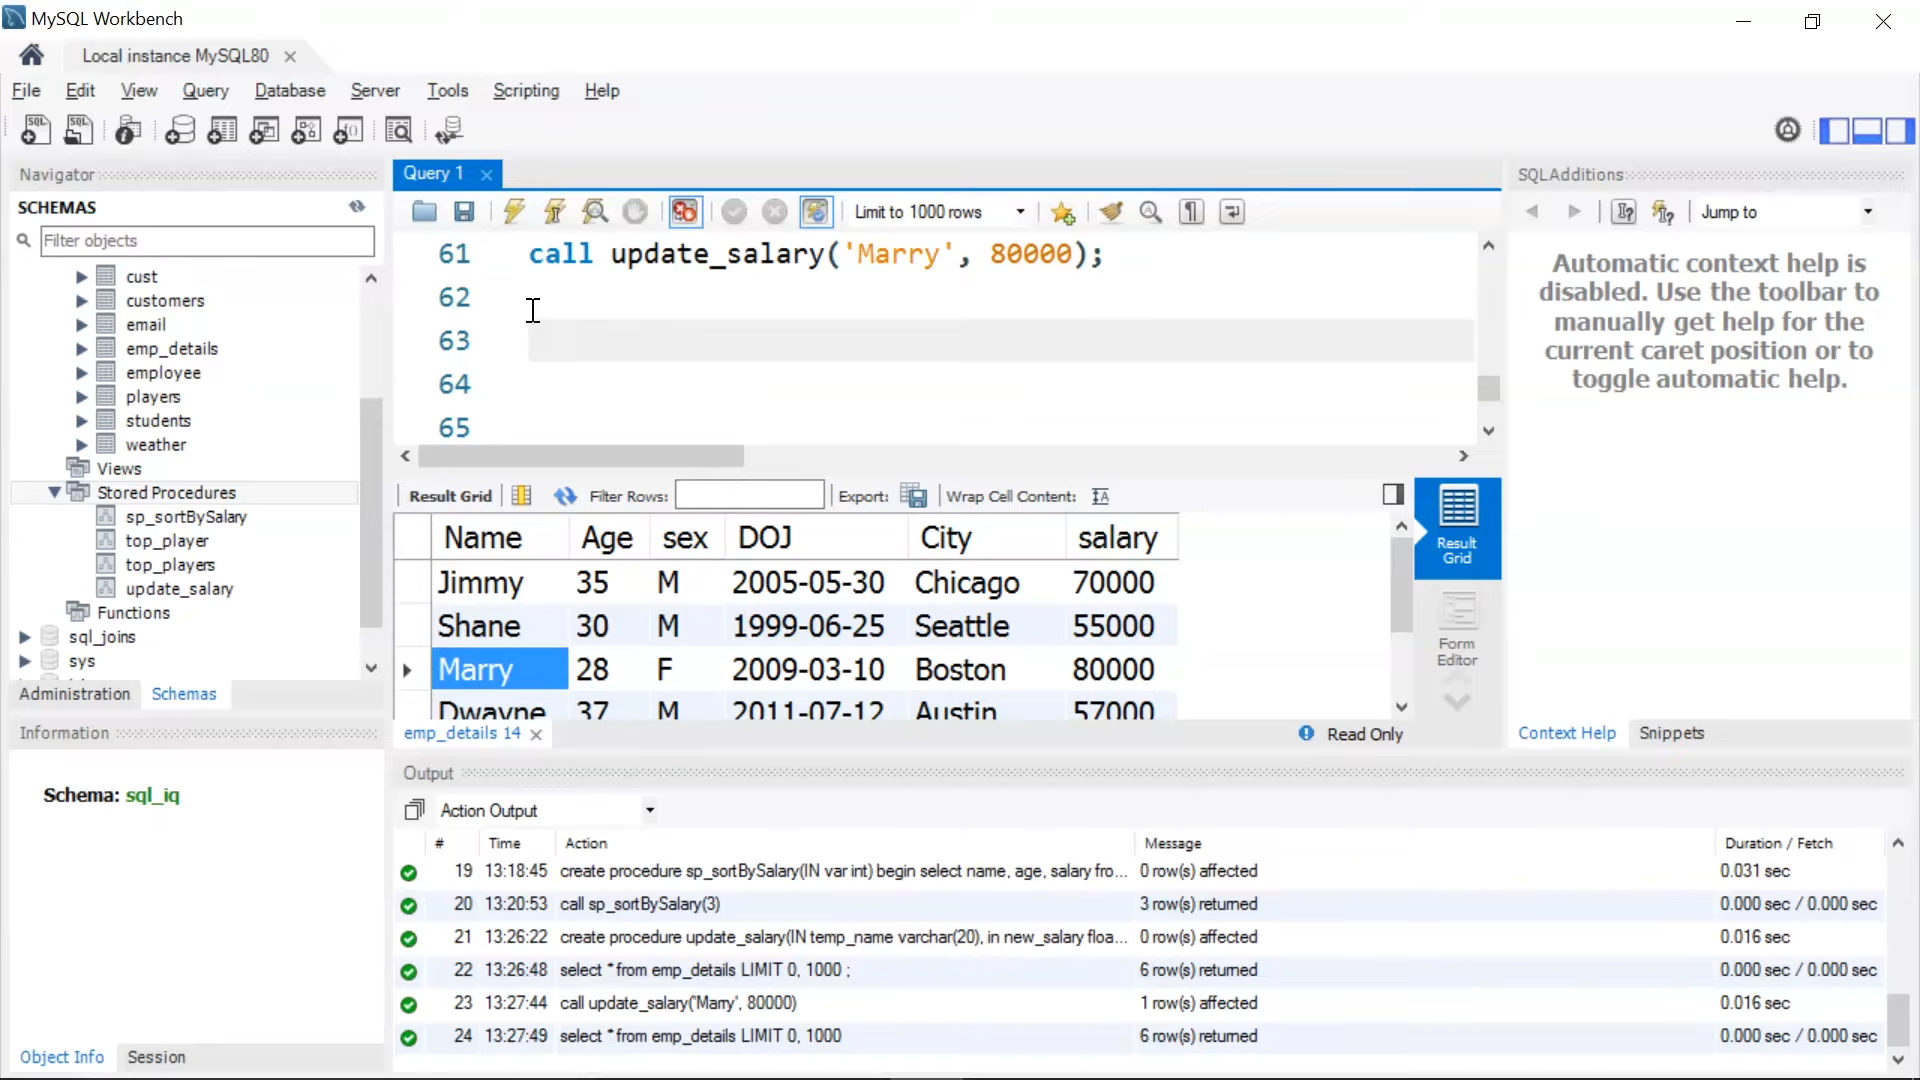 MySQL Workbench
Local instance MySQL80
File Edit View Query Database Server Tools Scripting Help
Navigator
SCHEMAS
Filter objects
cust
customers
email
emp_details
employee
players
students
weather
Views
Stored Procedures
sp_sortBySalary
top_player
top_players
update_salary
Functions
sql_joins
sys
Administration Schemas
Information
Schema: sql_iq
Object Info Session
Query 1
Limit to 1000 rows
61 call update_salary('Marry', 80000);
62
63
64
65
Result Grid Filter Rows: Export: Wrap Cell Content:
Name Age sex DOJ City salary
Jimmy 35 M 2005-05-30 Chicago 70000
Shane 30 M 1999-06-25 Seattle 55000
Marry 28 F 2009-03-10 Boston 80000
Dwayne 37 M 2011-07-12 Austin 57000
Result
Grid
Form
Editor
emp_details 14 Read Only
SQLAdditions
Jump to
Automatic context help is
disabled. Use the toolbar to
manually get help for the
current caret position or to
toggle automatic help.
Context Help Snippets
Output
Action Output
# Time Action Message Duration / Fetch
19 13:18:45 create procedure sp_sortBySalary(IN var int) begin select name, age, salary fro... 0 row(s) affected 0.031 sec
20 13:20:53 call sp_sortBySalary(3) 3 row(s) returned 0.000 sec / 0.000 sec
21 13:26:22 create procedure update_salary(IN temp_name varchar(20), in new_salary floa... 0 row(s) affected 0.016 sec
22 13:26:48 select * from emp_details LIMIT 0, 1000 ; 6 row(s) returned 0.000 sec / 0.000 sec
23 13:27:44 call update_salary('Marry', 80000) 1 row(s) affected 0.016 sec
24 13:27:49 select * from emp_details LIMIT 0, 1000 6 row(s) returned 0.000 sec / 0.000 sec